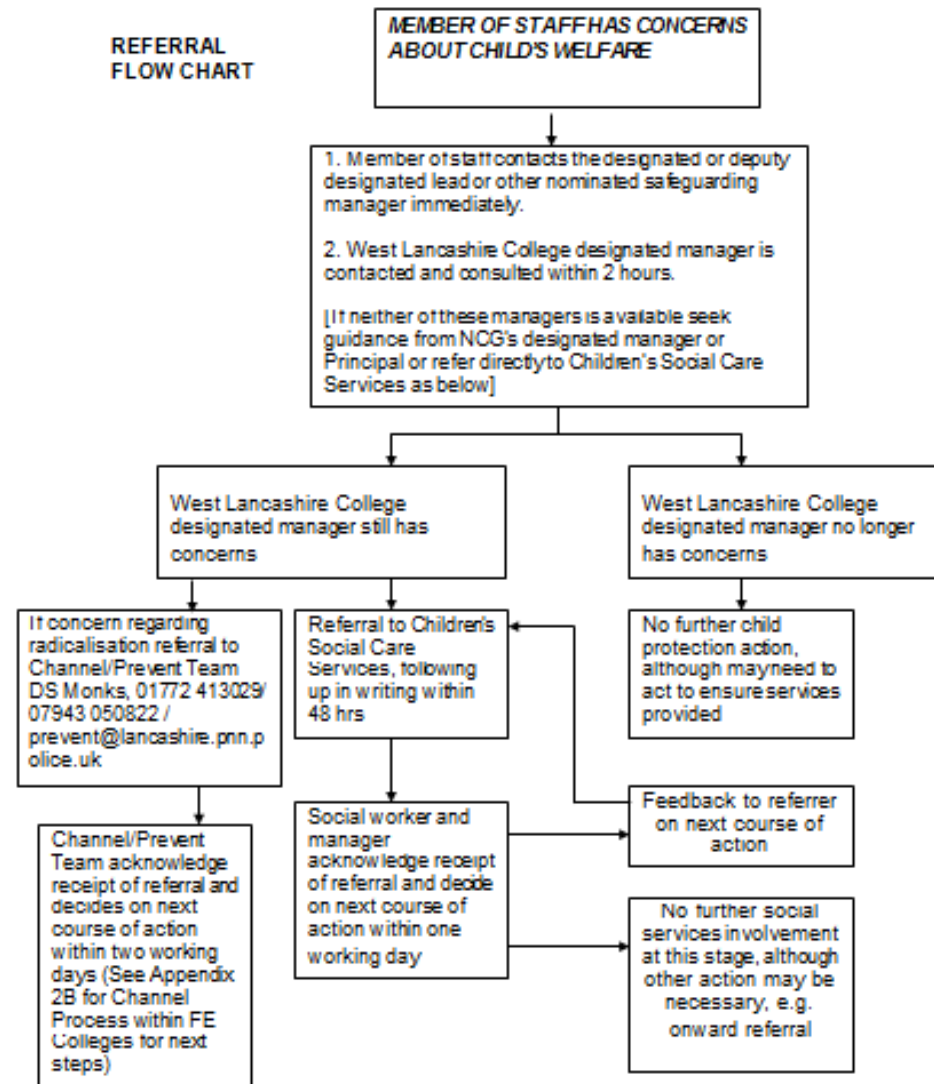 REFERRAL
FLOW CHART
MEMBER OF STAFF HAS CONCERNS
ABOUT CHILD'S WELFARE
1. Member of staff contacts the designated or deputy
designated lead or other nominated safeguarding
manager immediately.
2. West Lancashire College designated manager is
contacted and consulted within 2 hours.
[If neither of these managers is available seek
guidance from NCG's designated manager or
Principal or refer directly to Children's Social Care
Services as below]
West Lancashire College
designated manager still has
concerns
West Lancashire College
designated manager no longer
has concerns
If concern regarding
radicalisation referral to
Channel/Prevent Team
DS Monks, 01772 413029/
07943 050822 /
prevent@lancashire.pnn.p
olice.uk
Referral to Children's
Social Care
Services, following
up in writing within
48 hrs
No further child
protection action,
although may need to
act to ensure services
provided
Channel/Prevent
Team acknowledge
receipt of referral and
decides on next
course of action
within two working
days (See Appendix
2B for Channel
Process within FE
Colleges for next
steps)
Social worker and
manager
acknowledge receipt
of referral and decide
on next course of
action within one
working day
Feedback to referrer
on next course of
action
No further social
services involvement
at this stage, although
other action may be
necessary, e.g.
onward referral